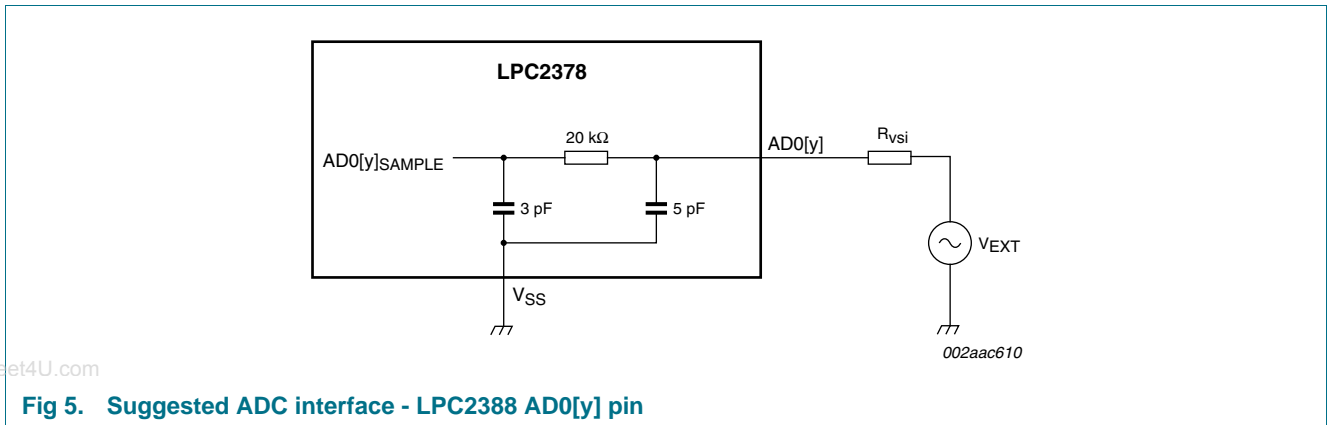 LPC2378
20 kΩ
AD0[y]
Rvsi
AD0[y]SAMPLE
3 pF
5 pF
VEXT
VSS
002aac610
et4U.com
Fig 5. Suggested ADC interface - LPC2388 AD0[y] pin